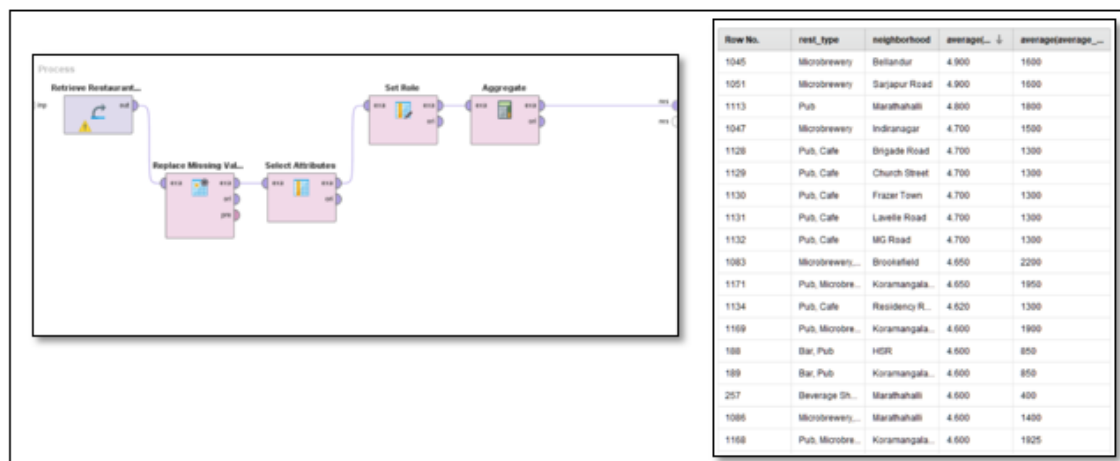 Process
Retrieve Restaurant...
inp
out
Replace Missing Val...
exa exa
ori
pre
Select Attributes
exa exa
ori
Set Role
exa exa
ori
Aggregate
exa exa
ori
res
res
Row No. rest_type neighborhood average(... ↓ average(average_...
1045 Microbrewery Bellandur 4.900 1600
1051 Microbrewery Sarjapur Road 4.900 1600
1113 Pub Marathahalli 4.800 1800
1047 Microbrewery Indiranagar 4.700 1500
1128 Pub, Cafe Brigade Road 4.700 1300
1129 Pub, Cafe Church Street 4.700 1300
1130 Pub, Cafe Frazer Town 4.700 1300
1131 Pub, Cafe Lavelle Road 4.700 1300
1132 Pub, Cafe MG Road 4.700 1300
1083 Microbrewery,... Brookefield 4.650 2200
1171 Pub, Microbre... Koramangala... 4.650 1950
1134 Pub, Cafe Residency R... 4.620 1300
1169 Pub, Microbre... Koramangala... 4.600 1900
188 Bar, Pub HSR 4.600 850
189 Bar, Pub Koramangala... 4.600 850
257 Beverage Sh... Marathahalli 4.600 400
1086 Microbrewery,... Marathahalli 4.600 1400
1168 Pub, Microbre... Koramangala... 4.600 1925